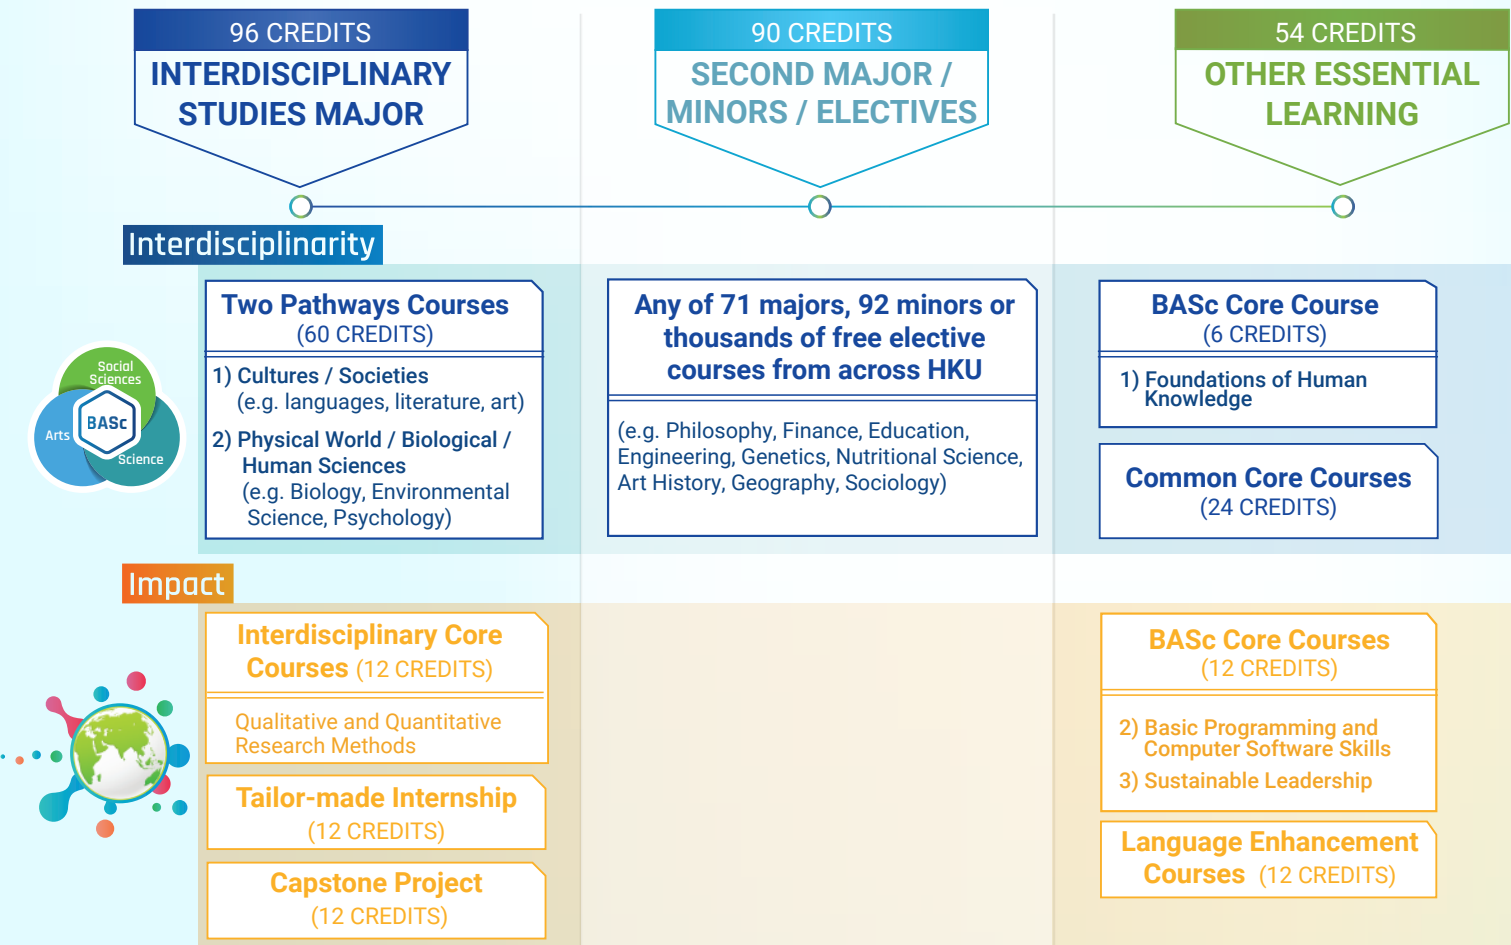 96 CREDITS
INTERDISCIPLINARY
STUDIES MAJOR
90 CREDITS
SECOND MAJOR /
MINORS / ELECTIVES
54 CREDITS
OTHER ESSENTIAL
LEARNING
Interdisciplinarity
Social
Sciences
BASc
Arts
Science
Two Pathways Courses
(60 CREDITS)
1) Cultures / Societies
(e.g. languages, literature, art)
2) Physical World / Biological /
Human Sciences
(e.g. Biology, Environmental
Science, Psychology)
Any of 71 majors, 92 minors or
thousands of free elective
courses from across HKU
(e.g. Philosophy, Finance, Education,
Engineering, Genetics, Nutritional Science,
Art History, Geography, Sociology)
BASc Core Course
(6 CREDITS)
1) Foundations of Human
Knowledge
Common Core Courses
(24 CREDITS)
Impact
Interdisciplinary Core
Courses (12 CREDITS)
Qualitative and Quantitative
Research Methods
Tailor-made Internship
(12 CREDITS)
Capstone Project
(12 CREDITS)
BASc Core Courses
(12 CREDITS)
2) Basic Programming and
Computer Software Skills
3) Sustainable Leadership
Language Enhancement
Courses (12 CREDITS)